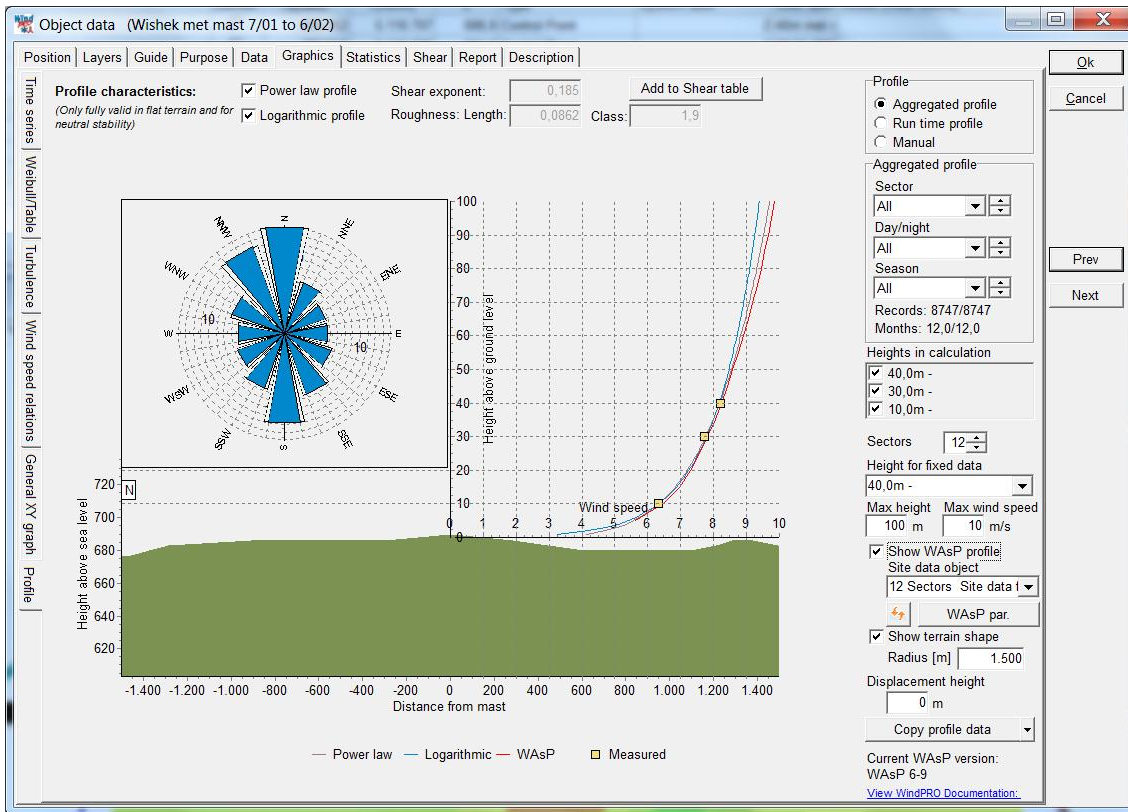 Object data (Wishek met mast 7/01 to 6/02)
Position Layers Guide Purpose Data Graphics Statistics Shear Report Description
Ok
Cancel
Prev
Next
Time series
Weibull/Table
Turbulence
Wind speed relations
General XY graph
Profile
Profile characteristics:
(Only fully valid in flat terrain and for
neutral stability)
Power law profile
Logarithmic profile
Shear exponent: 0,185
Roughness: Length: 0,0862 Class: 1,9
Add to Shear table
N
NNE
ENE
E
ESE
SSE
S
SSW
WSW
W
WNW
NNW
10
10
100
90
80
70
60
50
40
30
20
10
0
Height above ground level
Wind speed
0 1 2 3 4 5 6 7 8 9 10
N
720
700
680
660
640
620
Height above sea level
-1.400 -1.200 -1.000 -800 -600 -400 -200 0 200 400 600 800 1.000 1.200 1.400
Distance from mast
Power law Logarithmic WAsP Measured
Profile
Aggregated profile
Run time profile
Manual
Aggregated profile
Sector
All
Day/night
All
Season
All
Records: 8747/8747
Months: 12,0/12,0
Heights in calculation
40,0m -
30,0m -
10,0m -
Sectors 12
Height for fixed data
40,0m -
Max height Max wind speed
100 m 10 m/s
Show WAsP profile
Site data object
12 Sectors Site data f
WAsP par.
Show terrain shape
Radius [m] 1.500
Displacement height
0 m
Copy profile data
Current WAsP version:
WAsP 6-9
View WindPRO Documentation: